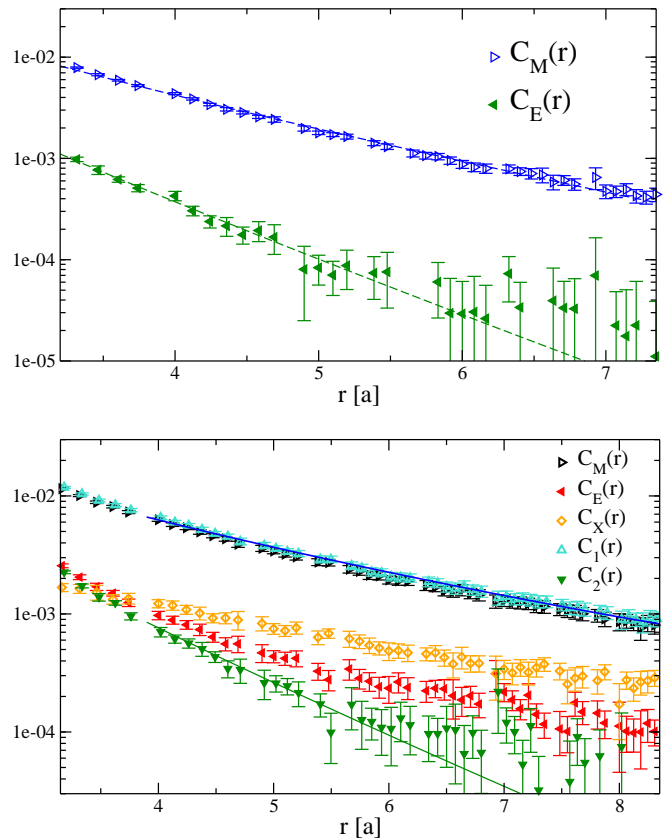 1e-02
1e-03
1e-04
1e-05
C_M(r)
C_E(r)
4 5 6 7
r [a]
1e-02
1e-03
1e-04
C_M(r)
C_E(r)
C_X(r)
C_1(r)
C_2(r)
4 5 6 7 8
r [a]